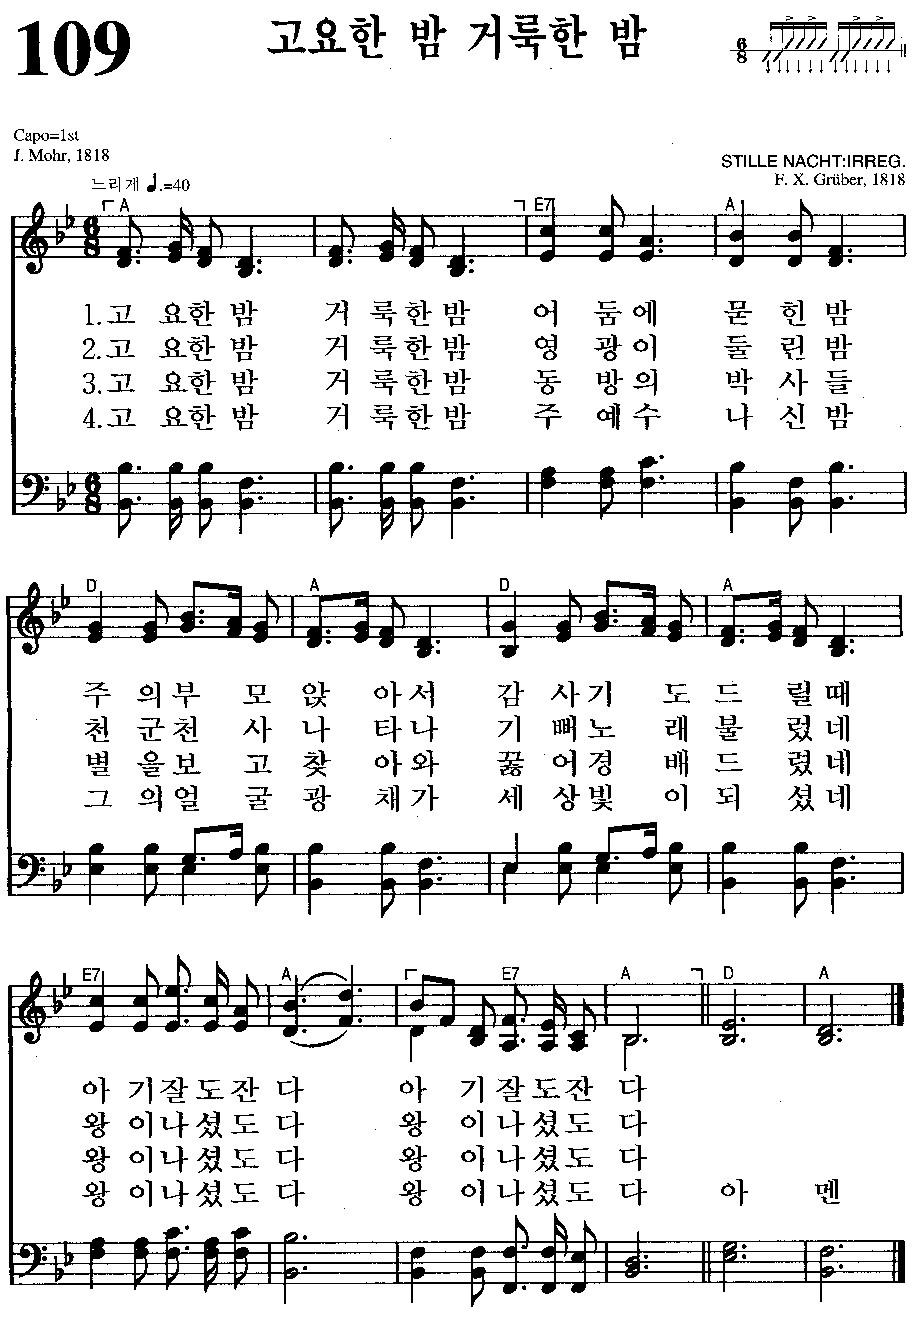 109
고요한 밤 거룩한 밤
6
8
Capo=1st
J. Mohr, 1818
STILLE NACHT:IRREG.
F. X. Grüber, 1818
느리게 ♩.=40
A E7 A
1.고 요한 밤 거 룩한 밤 어 둠에 묻 힌 밤
2.고 요한 밤 거 룩한 밤 영 광이 둘 린 밤
3.고 요한 밤 거 룩한 밤 동 방의 박 사 들
4.고 요한 밤 거 룩한 밤 주 예수 나 신 밤
D A D A
주 의부 모 앉 아서 감 사기 도 드 릴때
천 군천 사 나 타나 기 뻐노 래 불 렀네
별 을보 고 찾 아와 꿇 어경 배 드 렸네
그 의얼 굴 광 채가 세 상빛 이 되 셨네
E7 A E7 A D A
아 기잘 도잔 다 아 기잘 도잔 다
왕 이나 셨도 다 왕 이나 셨도 다
왕 이나 셨도 다 왕 이나 셨도 다
왕 이나 셨도 다 왕 이나 셨도 다 아 멘